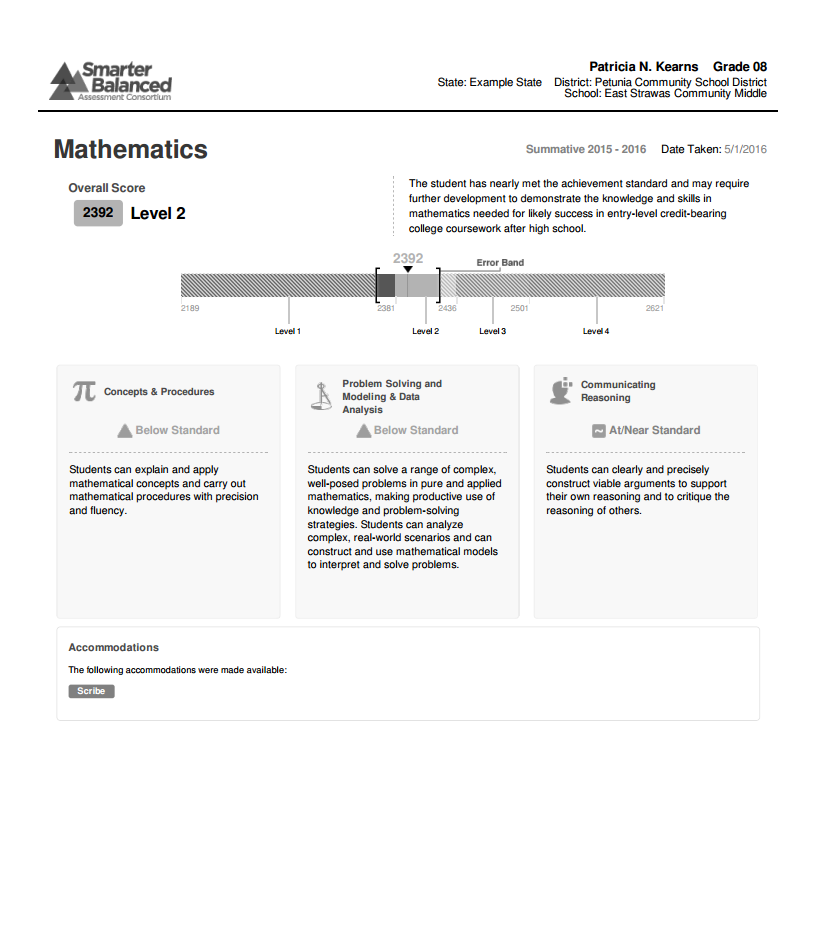 Smarter
Balanced
Assessment Consortium
Patricia N. Kearns Grade 08
State: Example State District: Petunia Community School District
School: East Strawas Community Middle
Mathematics
Summative 2015 - 2016 Date Taken: 5/1/2016
Overall Score
2392 Level 2
The student has nearly met the achievement standard and may require
further development to demonstrate the knowledge and skills in
mathematics needed for likely success in entry-level credit-bearing
college coursework after high school.
2392
Error Band
2189 2381 2436 2501 2621
Level 1 Level 2 Level 3 Level 4
π
Concepts & Procedures
Below Standard
Students can explain and apply
mathematical concepts and carry out
mathematical procedures with precision
and fluency.
Problem Solving and
Modeling & Data
Analysis
Below Standard
Students can solve a range of complex,
well-posed problems in pure and applied
mathematics, making productive use of
knowledge and problem-solving
strategies. Students can analyze
complex, real-world scenarios and can
construct and use mathematical models
to interpret and solve problems.
Communicating
Reasoning
~ At/Near Standard
Students can clearly and precisely
construct viable arguments to support
their own reasoning and to critique the
reasoning of others.
Accommodations
The following accommodations were made available:
Scribe